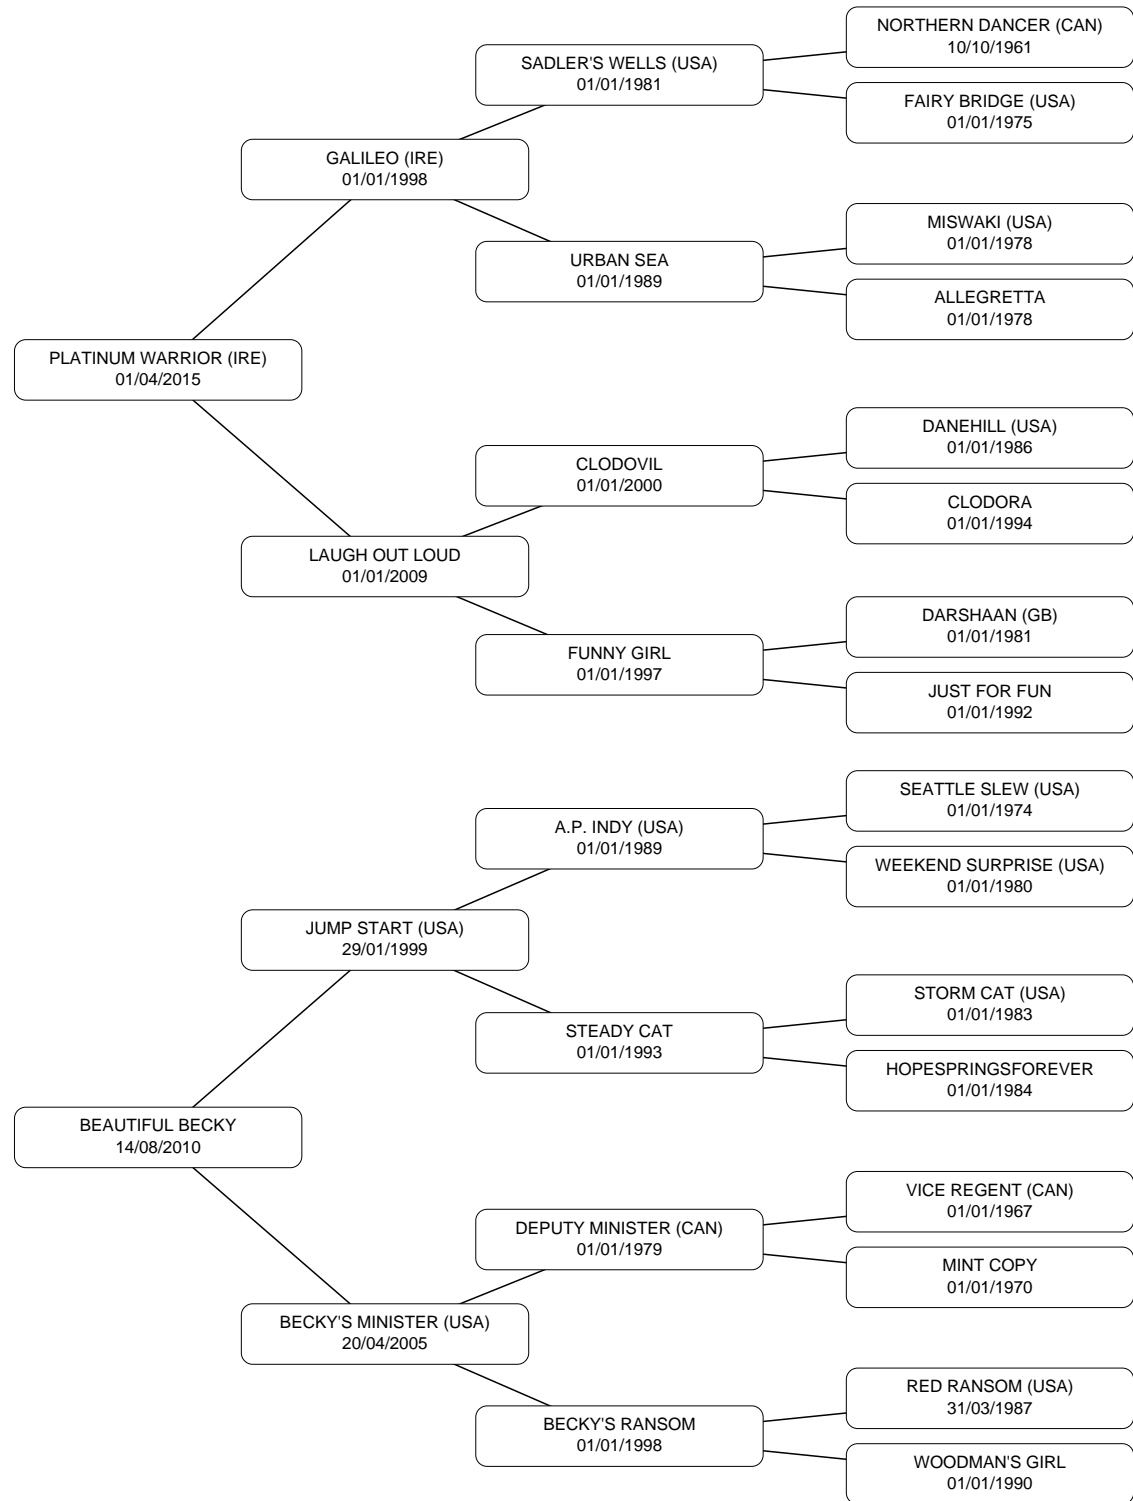 NORTHERN DANCER (CAN)
10/10/1961
SADLER'S WELLS (USA)
01/01/1981
FAIRY BRIDGE (USA)
01/01/1975
GALILEO (IRE)
01/01/1998
MISWAKI (USA)
01/01/1978
URBAN SEA
01/01/1989
ALLEGRETTA
01/01/1978
PLATINUM WARRIOR (IRE)
01/04/2015
DANEHILL (USA)
01/01/1986
CLODOVIL
01/01/2000
CLODORA
01/01/1994
LAUGH OUT LOUD
01/01/2009
DARSHAAN (GB)
01/01/1981
FUNNY GIRL
01/01/1997
JUST FOR FUN
01/01/1992
SEATTLE SLEW (USA)
01/01/1974
A.P. INDY (USA)
01/01/1989
WEEKEND SURPRISE (USA)
01/01/1980
JUMP START (USA)
29/01/1999
STORM CAT (USA)
01/01/1983
STEADY CAT
01/01/1993
HOPESPRINGSFOREVER
01/01/1984
BEAUTIFUL BECKY
14/08/2010
VICE REGENT (CAN)
01/01/1967
DEPUTY MINISTER (CAN)
01/01/1979
MINT COPY
01/01/1970
BECKY'S MINISTER (USA)
20/04/2005
RED RANSOM (USA)
31/03/1987
BECKY'S RANSOM
01/01/1998
WOODMAN'S GIRL
01/01/1990